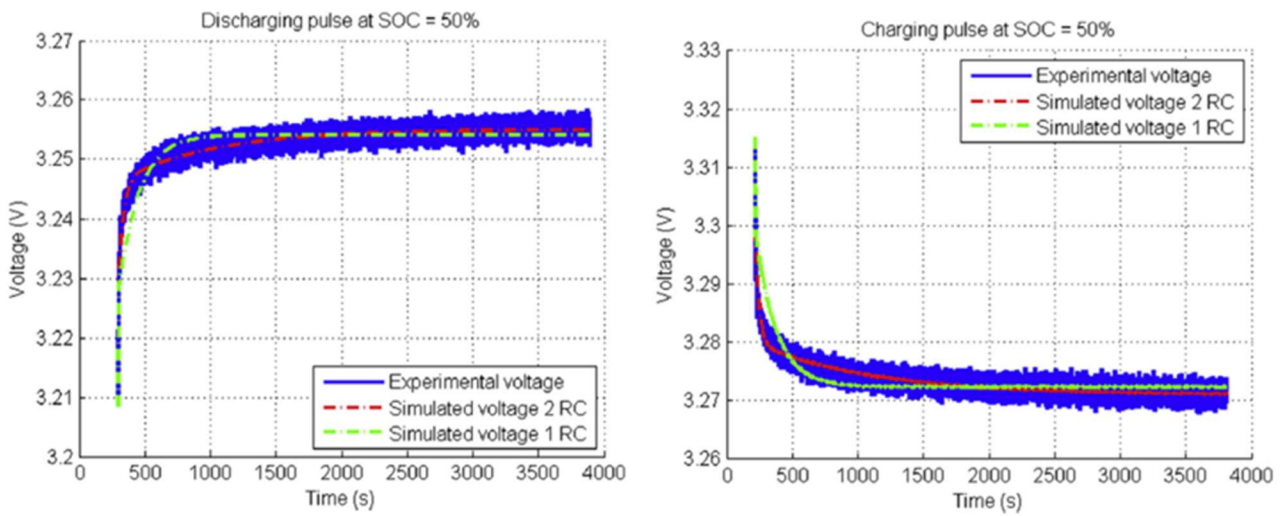 Discharging pulse at SOC = 50%
3.27
3.26
3.25
3.24
3.23
3.22
3.21
3.2
Voltage (V)
Experimental voltage
Simulated voltage 2 RC
Simulated voltage 1 RC
0 500 1000 1500 2000 2500 3000 3500 4000
Time (s)
Charging pulse at SOC = 50%
3.33
3.32
3.31
3.3
3.29
3.28
3.27
3.26
Voltage (V)
Experimental voltage
Simulated voltage 2 RC
Simulated voltage 1 RC
0 500 1000 1500 2000 2500 3000 3500 4000
Time (s)